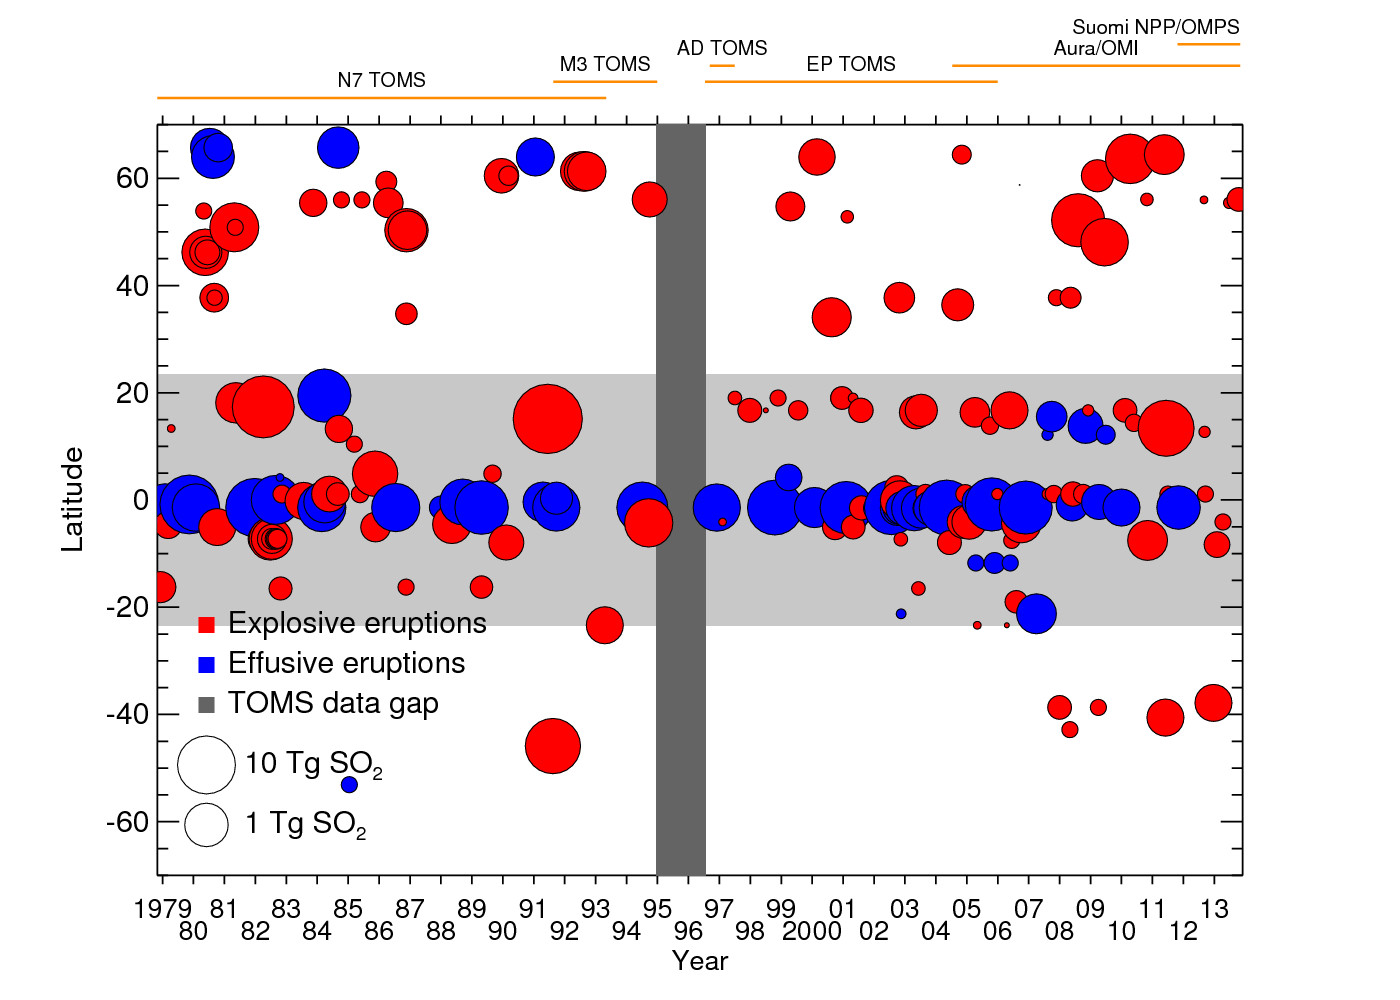 Suomi NPP/OMPS
AD TOMS
Aura/OMI
M3 TOMS
EP TOMS
N7 TOMS
60
40
20
0
-20
-40
-60
Latitude
Explosive eruptions
Effusive eruptions
TOMS data gap
10 Tg SO₂
1 Tg SO₂
1979 81 83 85 87 89 91 93 95 97 99 01 03 05 07 09 11 13
80 82 84 86 88 90 92 94 96 98 2000 02 04 06 08 10 12
Year